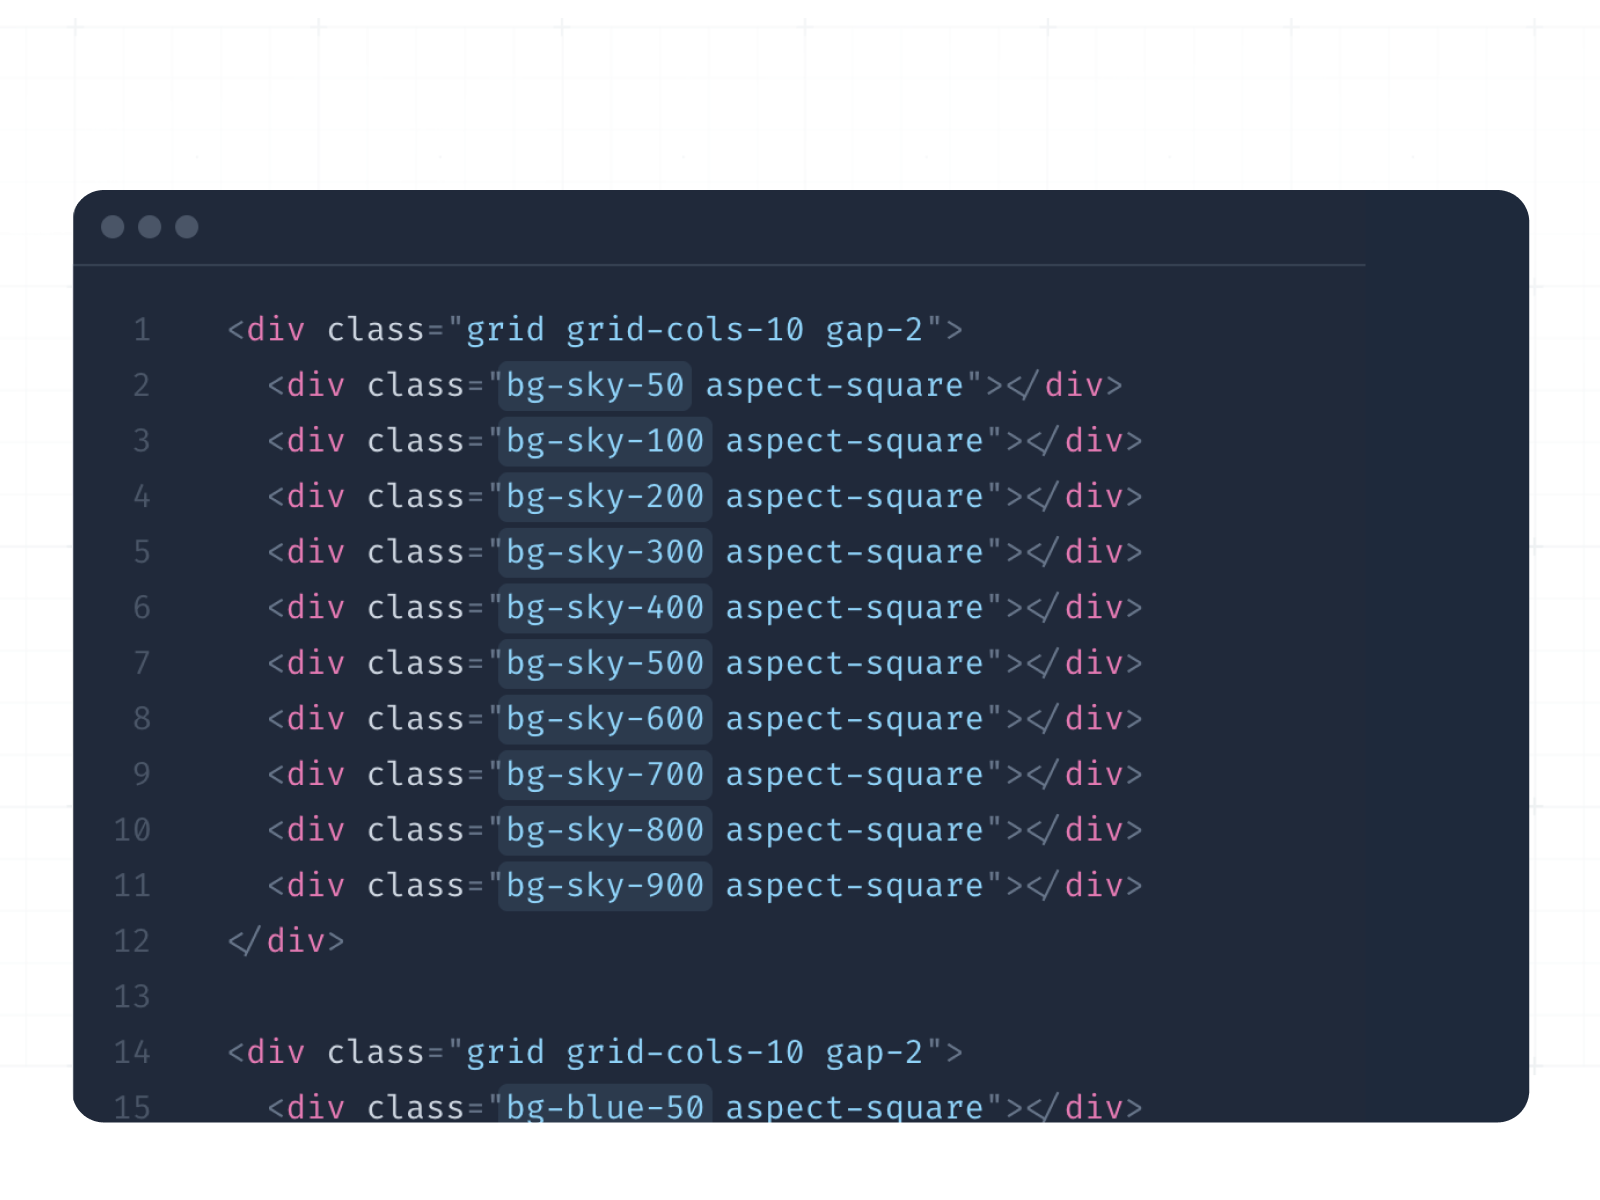 1 <div class="grid grid-cols-10 gap-2">
2 <div class="bg-sky-50 aspect-square"></div>
3 <div class="bg-sky-100 aspect-square"></div>
4 <div class="bg-sky-200 aspect-square"></div>
5 <div class="bg-sky-300 aspect-square"></div>
6 <div class="bg-sky-400 aspect-square"></div>
7 <div class="bg-sky-500 aspect-square"></div>
8 <div class="bg-sky-600 aspect-square"></div>
9 <div class="bg-sky-700 aspect-square"></div>
10 <div class="bg-sky-800 aspect-square"></div>
11 <div class="bg-sky-900 aspect-square"></div>
12 </div>
13
14 <div class="grid grid-cols-10 gap-2">
15 <div class="bg-blue-50 aspect-square"></div>